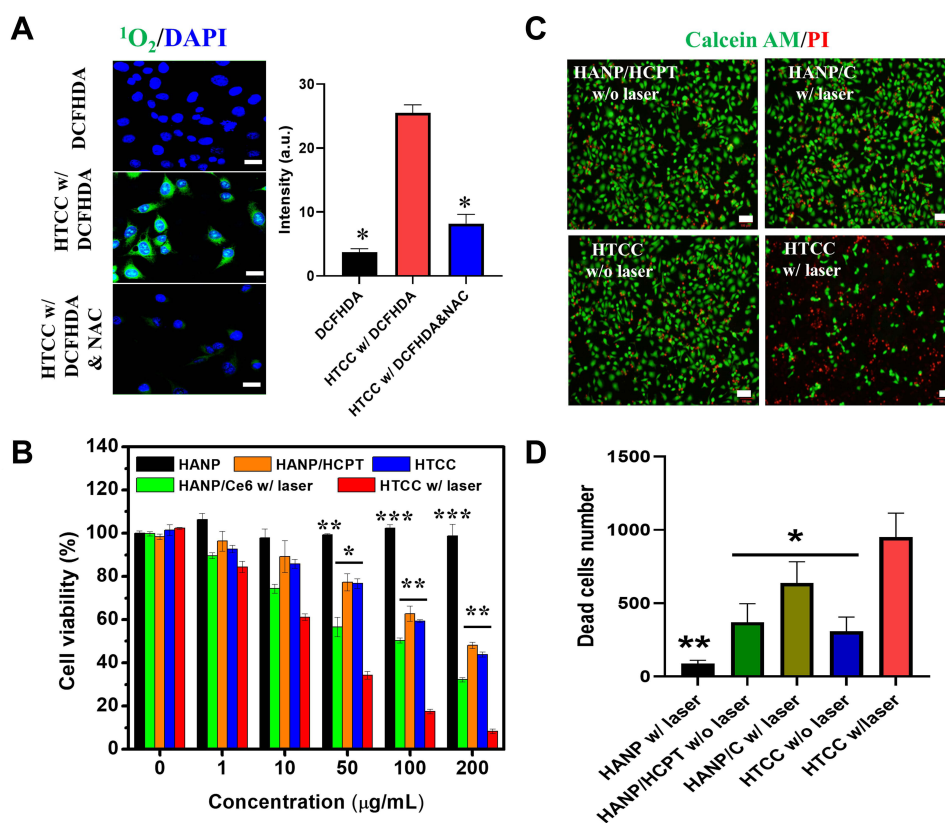 A
¹O₂/DAPI
DCFHDA
HTCC w/
DCFHDA
HTCC w/
DCFHDA
& NAC
Intensity (a.u.)
30
20
10
0
*
*
DCFHDA
HTCC w/ DCFHDA
HTCC w/ DCFHDA&NAC
C
Calcein AM/PI
HANP/HCPT
w/o laser
HANP/C
w/ laser
HTCC
w/o laser
HTCC
w/ laser
B
Cell viability (%)
140
120
100
80
60
40
20
0
HANP
HANP/HCPT
HTCC
HANP/Ce6 w/ laser
HTCC w/ laser
**
*
***
**
***
**
0
1
10
50
100
200
Concentration (μg/mL)
D
Dead cells number
1500
1000
500
0
**
*
HANP w/ laser
HANP/HCPT w/o laser
HANP/C w/ laser
HTCC w/o laser
HTCC w/laser